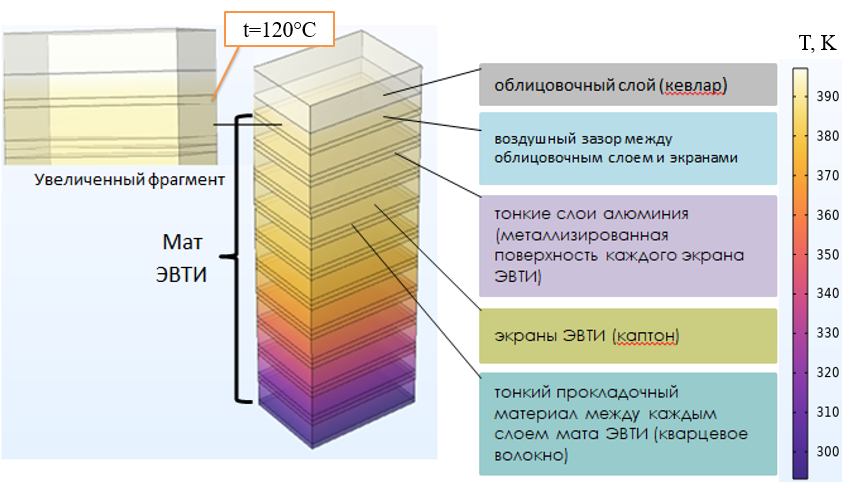 t=120°C
T, K
облицовочный слой (кевлар)
воздушный зазор между
облицовочным слоем и экранами
Увеличенный фрагмент
тонкие слои алюминия
(металлизированная
поверхность каждого экрана
ЭВТИ)
Мат
ЭВТИ
экраны ЭВТИ (каптон)
тонкий прокладочный
материал между каждым
слоем мата ЭВТИ (кварцевое
волокно)
390
380
370
360
350
340
330
320
310
300